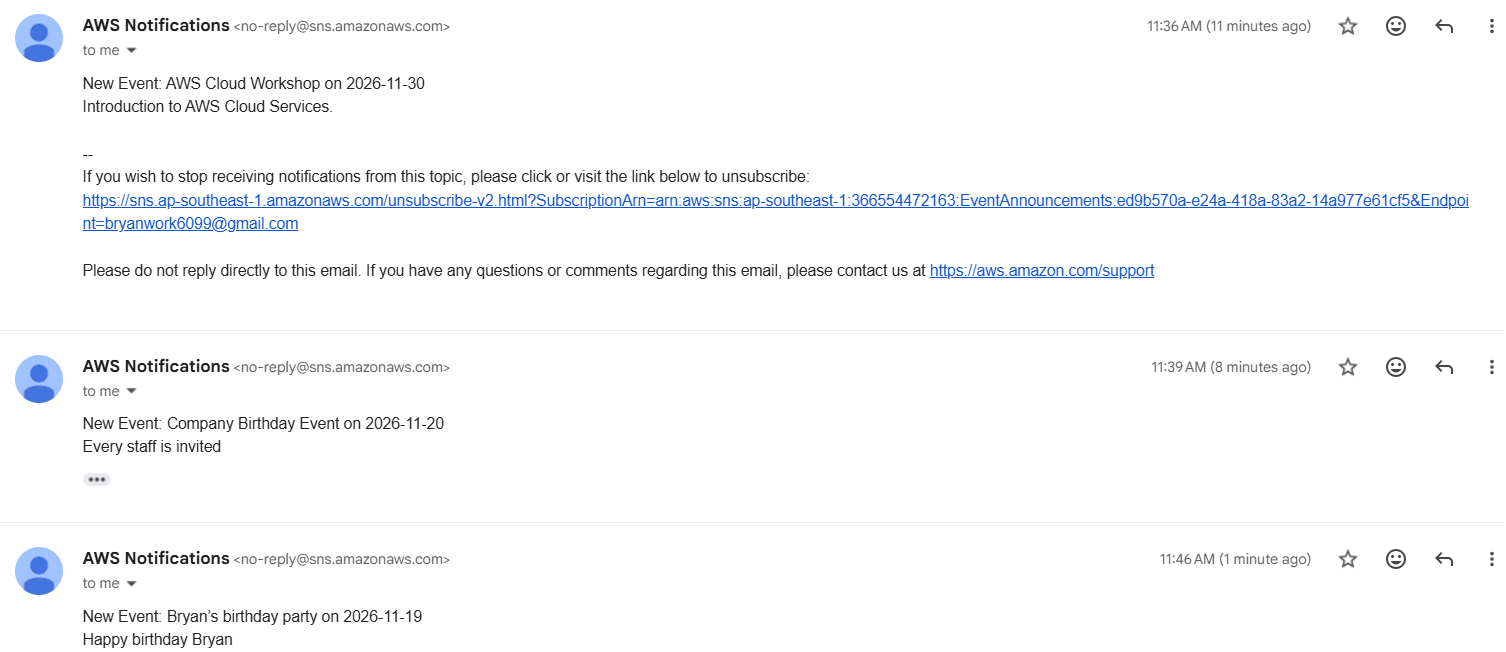 AWS Notifications <no-reply@sns.amazonaws.com> 11:36 AM (11 minutes ago)
to me
New Event: AWS Cloud Workshop on 2026-11-30
Introduction to AWS Cloud Services.
--
If you wish to stop receiving notifications from this topic, please click or visit the link below to unsubscribe:
https://sns.ap-southeast-1.amazonaws.com/unsubscribe-v2.html?SubscriptionArn=arn:aws:sns:ap-southeast-1:366554472163:EventAnnouncements:ed9b570a-e24a-418a-83a2-14a977e61cf5&Endpoi
nt=bryanwork6099@gmail.com
Please do not reply directly to this email. If you have any questions or comments regarding this email, please contact us at https://aws.amazon.com/support
AWS Notifications <no-reply@sns.amazonaws.com> 11:39 AM (8 minutes ago)
to me
New Event: Company Birthday Event on 2026-11-20
Every staff is invited
AWS Notifications <no-reply@sns.amazonaws.com> 11:46 AM (1 minute ago)
to me
New Event: Bryan’s birthday party on 2026-11-19
Happy birthday Bryan